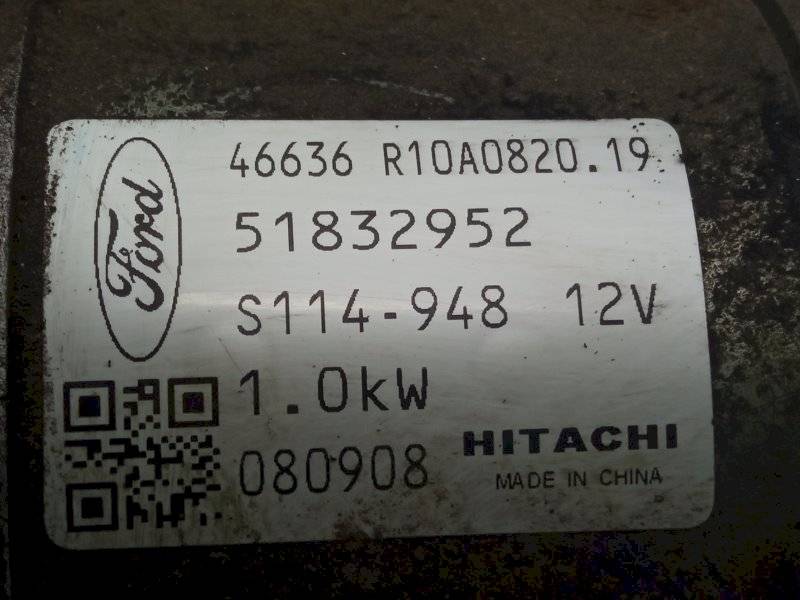 Ford
46636 R10A0820.19
51832952
S114-948 12V
1.0kW
080908
HITACHI
MADE IN CHINA